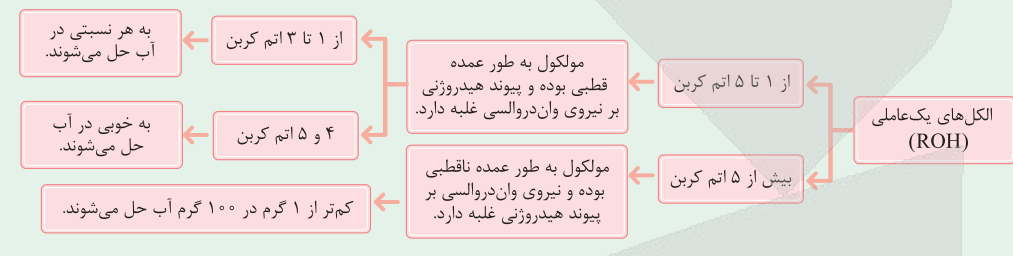 الکل‌های یک‌عاملی
(ROH)
از ۱ تا ۵ اتم کربن
مولکول به طور عمده
قطبی بوده و پیوند هیدروژنی
بر نیروی وان‌دروالسی غلبه دارد.
از ۱ تا ۳ اتم کربن
به هر نسبتی در
آب حل می‌شوند.
۴ و ۵ اتم کربن
به خوبی در آب
حل می‌شوند.
بیش از ۵ اتم کربن
مولکول به طور عمده ناقطبی
بوده و نیروی وان‌دروالسی بر
پیوند هیدروژنی غلبه دارد.
کم‌تر از ۱ گرم در ۱۰۰ گرم آب حل می‌شوند.